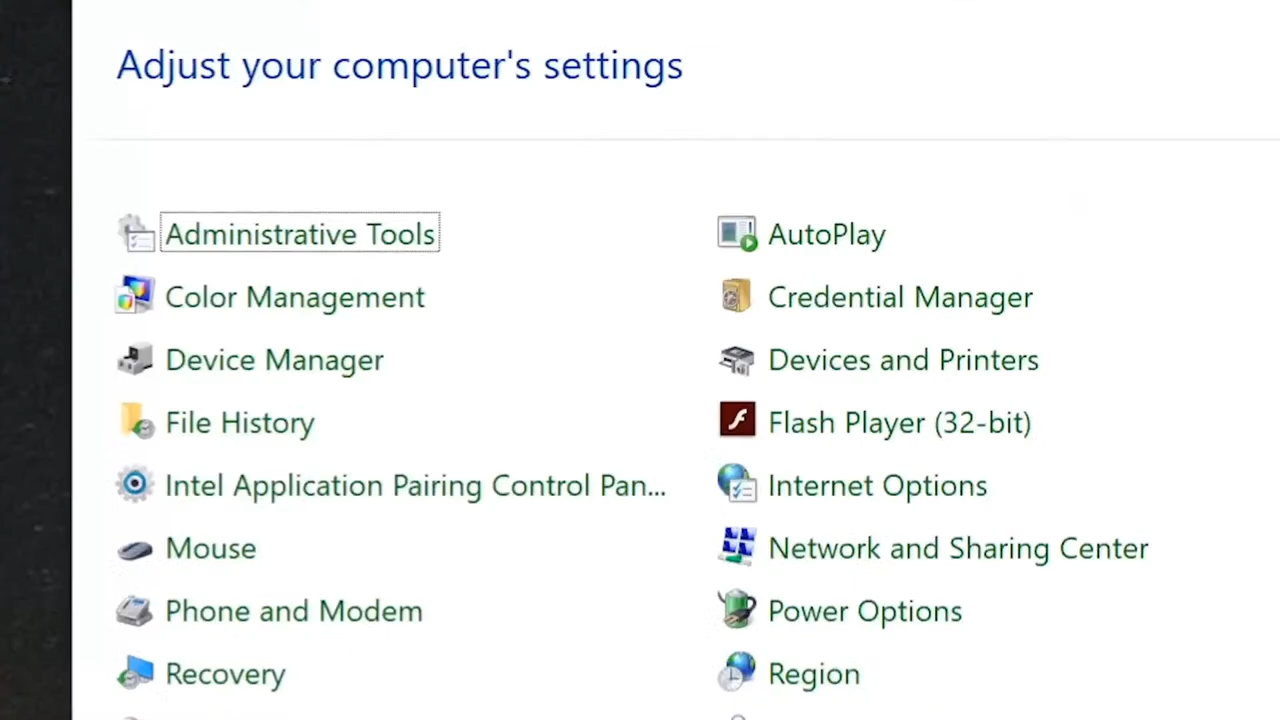 Adjust your computer's settings
Administrative Tools
AutoPlay
Color Management
Credential Manager
Device Manager
Devices and Printers
File History
Flash Player (32-bit)
Intel Application Pairing Control Pan...
Internet Options
Mouse
Network and Sharing Center
Phone and Modem
Power Options
Recovery
Region